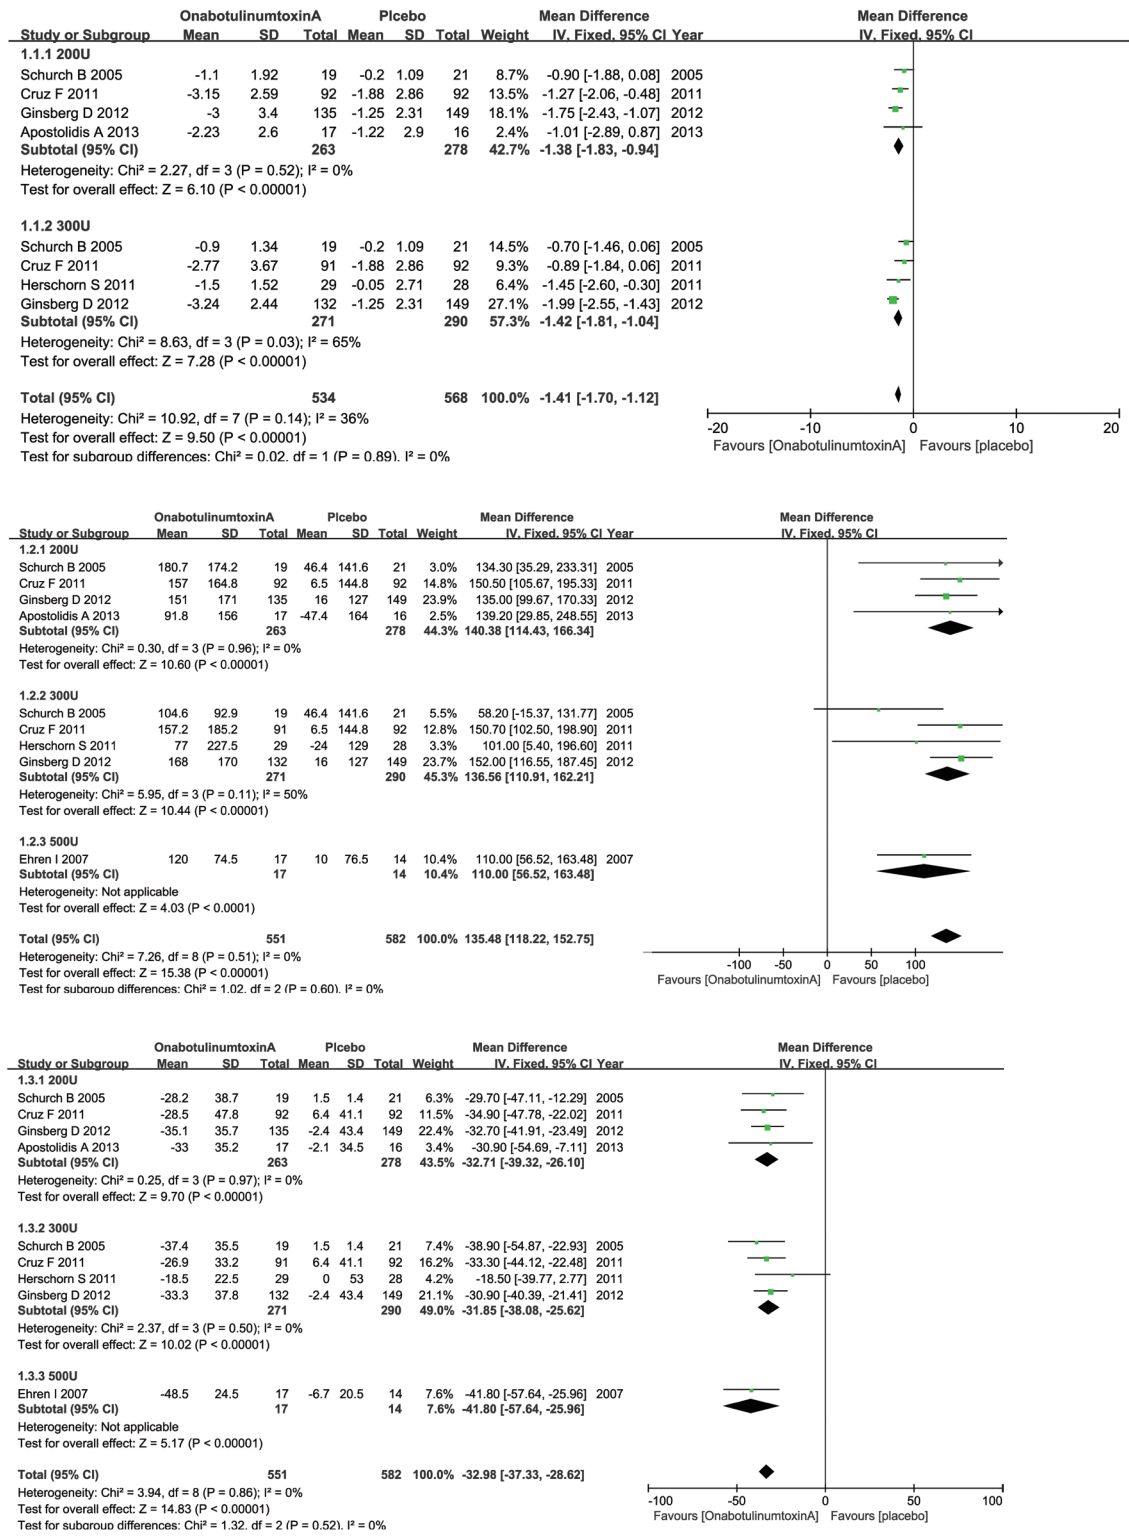 OnabotulinumtoxinA Plcebo Mean Difference Mean Difference
Study or Subgroup Mean SD Total Mean SD Total Weight IV. Fixed. 95% CI Year IV. Fixed. 95% CI
1.1.1 200U
Schurch B 2005 -1.1 1.92 19 -0.2 1.09 21 8.7% -0.90 [-1.88, 0.08] 2005
Cruz F 2011 -3.15 2.59 92 -1.88 2.86 92 13.5% -1.27 [-2.06, -0.48] 2011
Ginsberg D 2012 -3 3.4 135 -1.25 2.31 149 18.1% -1.75 [-2.43, -1.07] 2012
Apostolidis A 2013 -2.23 2.6 17 -1.22 2.9 16 2.4% -1.01 [-2.89, 0.87] 2013
Subtotal (95% CI) 263 278 42.7% -1.38 [-1.83, -0.94]
Heterogeneity: Chi² = 2.27, df = 3 (P = 0.52); I² = 0%
Test for overall effect: Z = 6.10 (P < 0.00001)
1.1.2 300U
Schurch B 2005 -0.9 1.34 19 -0.2 1.09 21 14.5% -0.70 [-1.46, 0.06] 2005
Cruz F 2011 -2.77 3.67 91 -1.88 2.86 92 9.3% -0.89 [-1.84, 0.06] 2011
Herschorn S 2011 -1.5 1.52 29 -0.05 2.71 28 6.4% -1.45 [-2.60, -0.30] 2011
Ginsberg D 2012 -3.24 2.44 132 -1.25 2.31 149 27.1% -1.99 [-2.55, -1.43] 2012
Subtotal (95% CI) 271 290 57.3% -1.42 [-1.81, -1.04]
Heterogeneity: Chi² = 8.63, df = 3 (P = 0.03); I² = 65%
Test for overall effect: Z = 7.28 (P < 0.00001)
Total (95% CI) 534 568 100.0% -1.41 [-1.70, -1.12]
Heterogeneity: Chi² = 10.92, df = 7 (P = 0.14); I² = 36%
Test for overall effect: Z = 9.50 (P < 0.00001)
Test for subgroup differences: Chi² = 0.02. df = 1 (P = 0.89). I² = 0%
-20 -10 0 10 20
Favours [OnabotulinumtoxinA] Favours [placebo]
OnabotulinumtoxinA Plcebo Mean Difference Mean Difference
Study or Subgroup Mean SD Total Mean SD Total Weight IV. Fixed. 95% CI Year IV. Fixed. 95% CI
1.2.1 200U
Schurch B 2005 180.7 174.2 19 46.4 141.6 21 3.0% 134.30 [35.29, 233.31] 2005
Cruz F 2011 157 164.8 92 6.5 144.8 92 14.8% 150.50 [105.67, 195.33] 2011
Ginsberg D 2012 151 171 135 16 127 149 23.9% 135.00 [99.67, 170.33] 2012
Apostolidis A 2013 91.8 156 17 -47.4 164 16 2.5% 139.20 [29.85, 248.55] 2013
Subtotal (95% CI) 263 278 44.3% 140.38 [114.43, 166.34]
Heterogeneity: Chi² = 0.30, df = 3 (P = 0.96); I² = 0%
Test for overall effect: Z = 10.60 (P < 0.00001)
1.2.2 300U
Schurch B 2005 104.6 92.9 19 46.4 141.6 21 5.5% 58.20 [-15.37, 131.77] 2005
Cruz F 2011 157.2 185.2 91 6.5 144.8 92 12.8% 150.70 [102.50, 198.90] 2011
Herschorn S 2011 77 227.5 29 -24 129 28 3.3% 101.00 [5.40, 196.60] 2011
Ginsberg D 2012 168 170 132 16 127 149 23.7% 152.00 [116.55, 187.45] 2012
Subtotal (95% CI) 271 290 45.3% 136.56 [110.91, 162.21]
Heterogeneity: Chi² = 5.95, df = 3 (P = 0.11); I² = 50%
Test for overall effect: Z = 10.44 (P < 0.00001)
1.2.3 500U
Ehren I 2007 120 74.5 17 10 76.5 14 10.4% 110.00 [56.52, 163.48] 2007
Subtotal (95% CI) 17 14 10.4% 110.00 [56.52, 163.48]
Heterogeneity: Not applicable
Test for overall effect: Z = 4.03 (P < 0.0001)
Total (95% CI) 551 582 100.0% 135.48 [118.22, 152.75]
Heterogeneity: Chi² = 7.26, df = 8 (P = 0.51); I² = 0%
Test for overall effect: Z = 15.38 (P < 0.00001)
Test for subgroup differences: Chi² = 1.02. df = 2 (P = 0.60). I² = 0%
-100 -50 0 50 100
Favours [OnabotulinumtoxinA] Favours [placebo]
OnabotulinumtoxinA Plcebo Mean Difference Mean Difference
Study or Subgroup Mean SD Total Mean SD Total Weight IV. Fixed. 95% CI Year IV. Fixed. 95% CI
1.3.1 200U
Schurch B 2005 -28.2 38.7 19 1.5 1.4 21 6.3% -29.70 [-47.11, -12.29] 2005
Cruz F 2011 -28.5 47.8 92 6.4 41.1 92 11.5% -34.90 [-47.78, -22.02] 2011
Ginsberg D 2012 -35.1 35.7 135 -2.4 43.4 149 22.4% -32.70 [-41.91, -23.49] 2012
Apostolidis A 2013 -33 35.2 17 -2.1 34.5 16 3.4% -30.90 [-54.69, -7.11] 2013
Subtotal (95% CI) 263 278 43.5% -32.71 [-39.32, -26.10]
Heterogeneity: Chi² = 0.25, df = 3 (P = 0.97); I² = 0%
Test for overall effect: Z = 9.70 (P < 0.00001)
1.3.2 300U
Schurch B 2005 -37.4 35.5 19 1.5 1.4 21 7.4% -38.90 [-54.87, -22.93] 2005
Cruz F 2011 -26.9 33.2 91 6.4 41.1 92 16.2% -33.30 [-44.12, -22.48] 2011
Herschorn S 2011 -18.5 22.5 29 0 53 28 4.2% -18.50 [-39.77, 2.77] 2011
Ginsberg D 2012 -33.3 37.8 132 -2.4 43.4 149 21.1% -30.90 [-40.39, -21.41] 2012
Subtotal (95% CI) 271 290 49.0% -31.85 [-38.08, -25.62]
Heterogeneity: Chi² = 2.37, df = 3 (P = 0.50); I² = 0%
Test for overall effect: Z = 10.02 (P < 0.00001)
1.3.3 500U
Ehren I 2007 -48.5 24.5 17 -6.7 20.5 14 7.6% -41.80 [-57.64, -25.96] 2007
Subtotal (95% CI) 17 14 7.6% -41.80 [-57.64, -25.96]
Heterogeneity: Not applicable
Test for overall effect: Z = 5.17 (P < 0.00001)
Total (95% CI) 551 582 100.0% -32.98 [-37.33, -28.62]
Heterogeneity: Chi² = 3.94, df = 8 (P = 0.86); I² = 0%
Test for overall effect: Z = 14.83 (P < 0.00001)
Test for subgroup differences: Chi² = 1.32. df = 2 (P = 0.52). I² = 0%
-100 -50 0 50 100
Favours [OnabotulinumtoxinA] Favours [placebo]